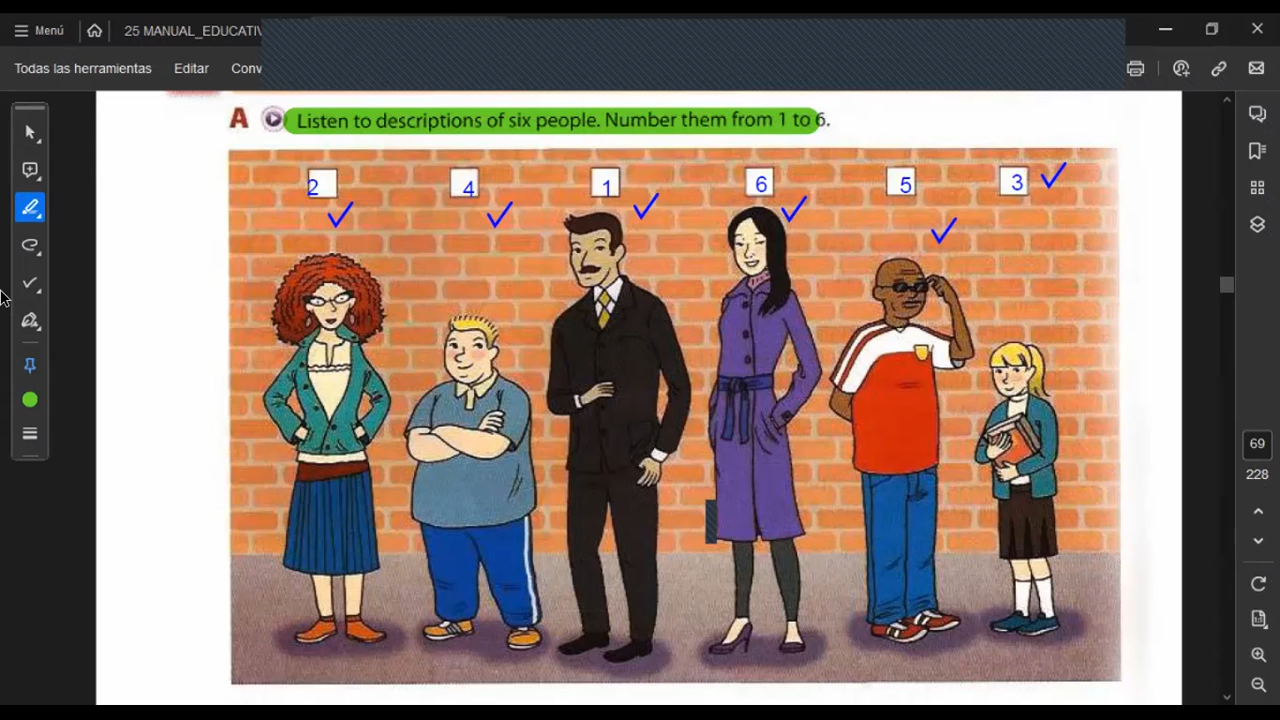 Menú
25 MANUAL_EDUCATIV
Todas las herramientas Editar Conv
A Listen to descriptions of six people. Number them from 1 to 6.
2 4 1 6 5 3
69
228